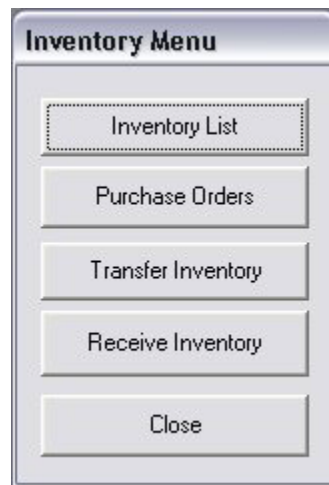 Inventory Menu
Inventory List
Purchase Orders
Transfer Inventory
Receive Inventory
Close